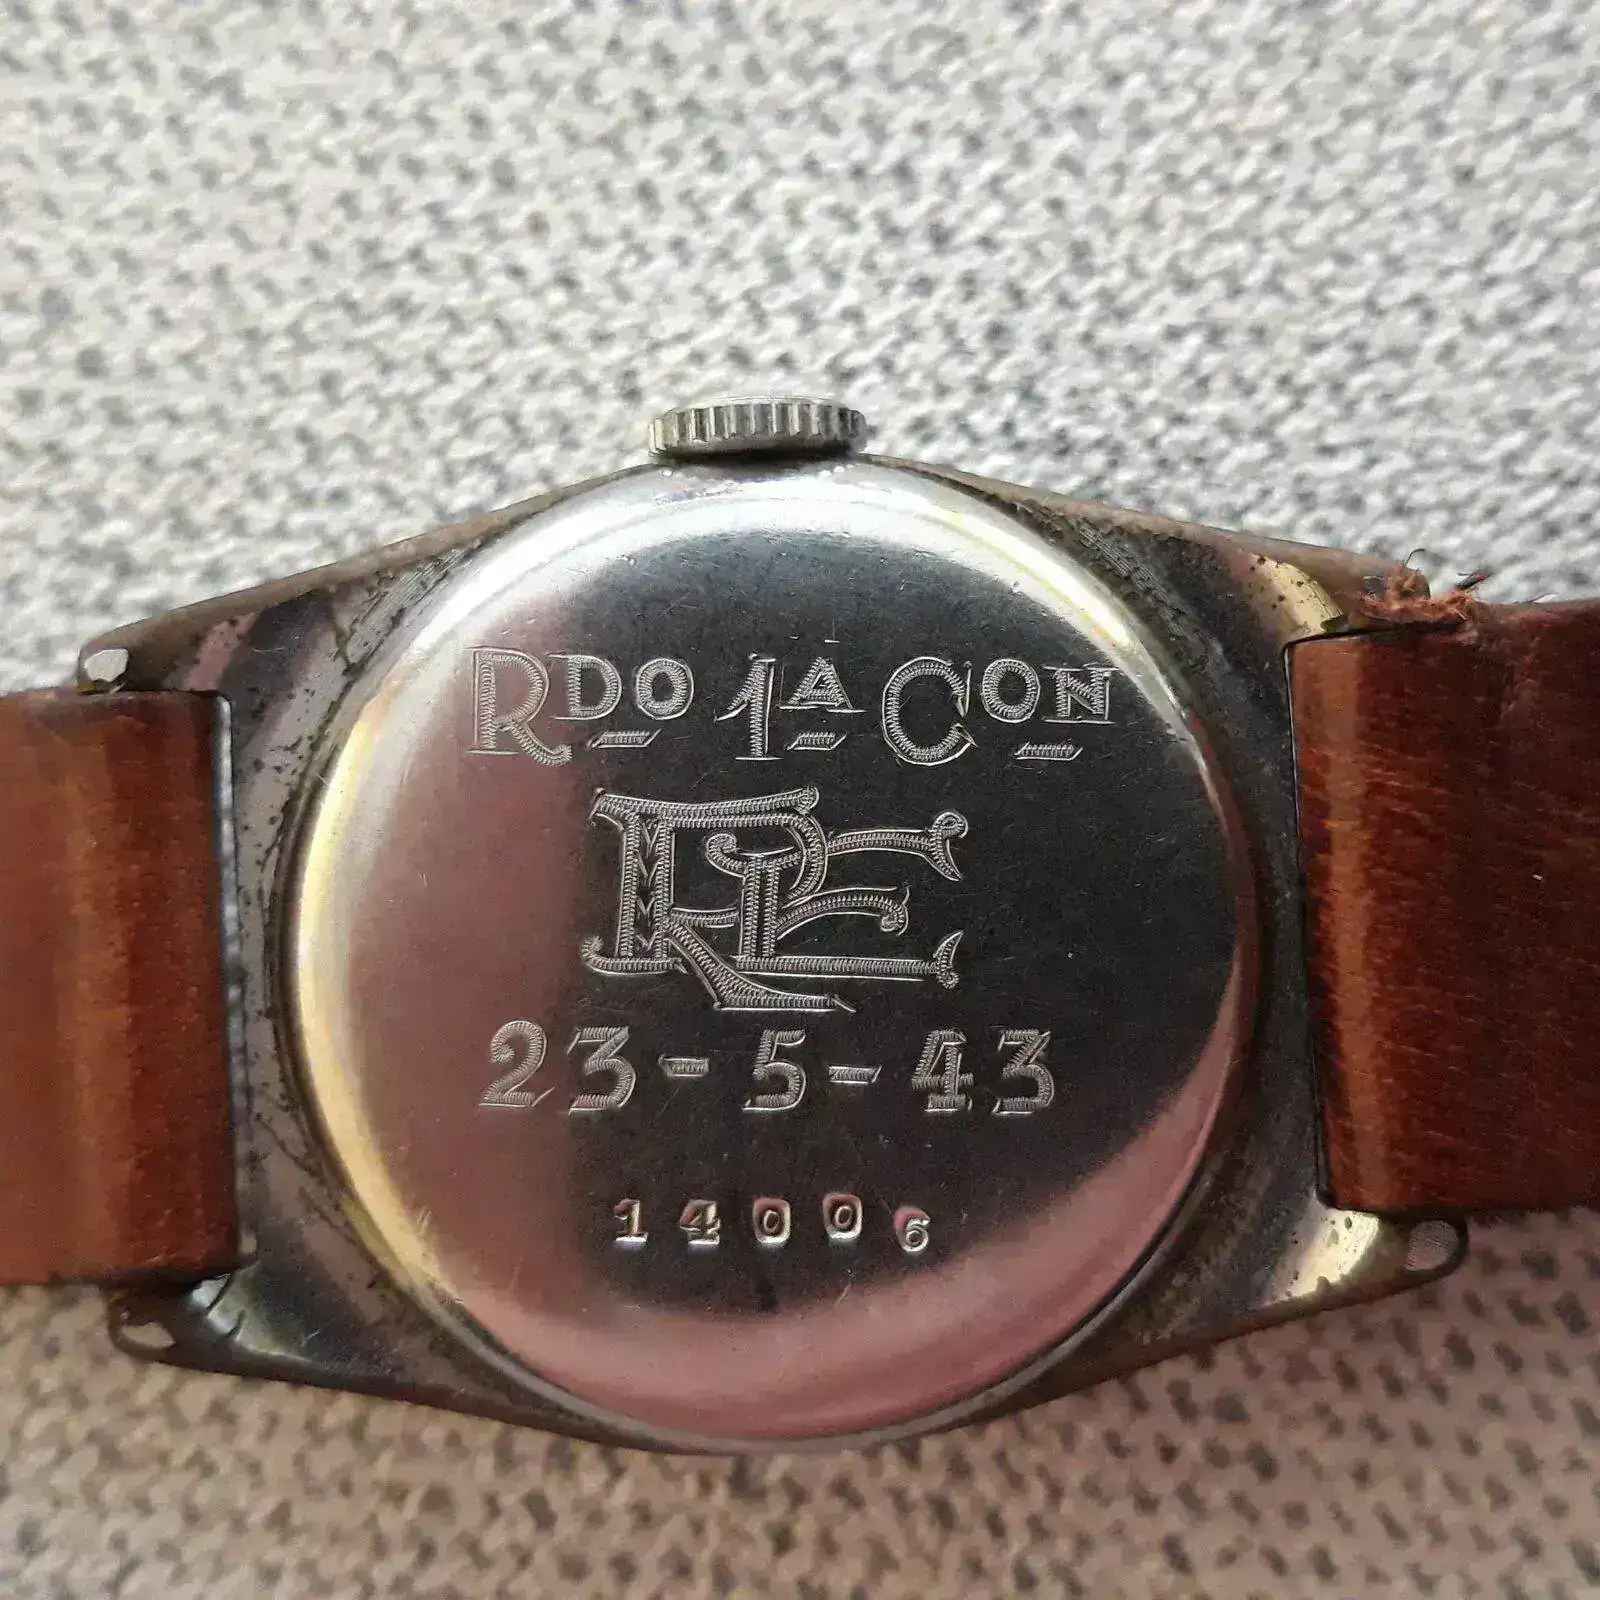 RDO 1A CON
RE
23-5-43
14006